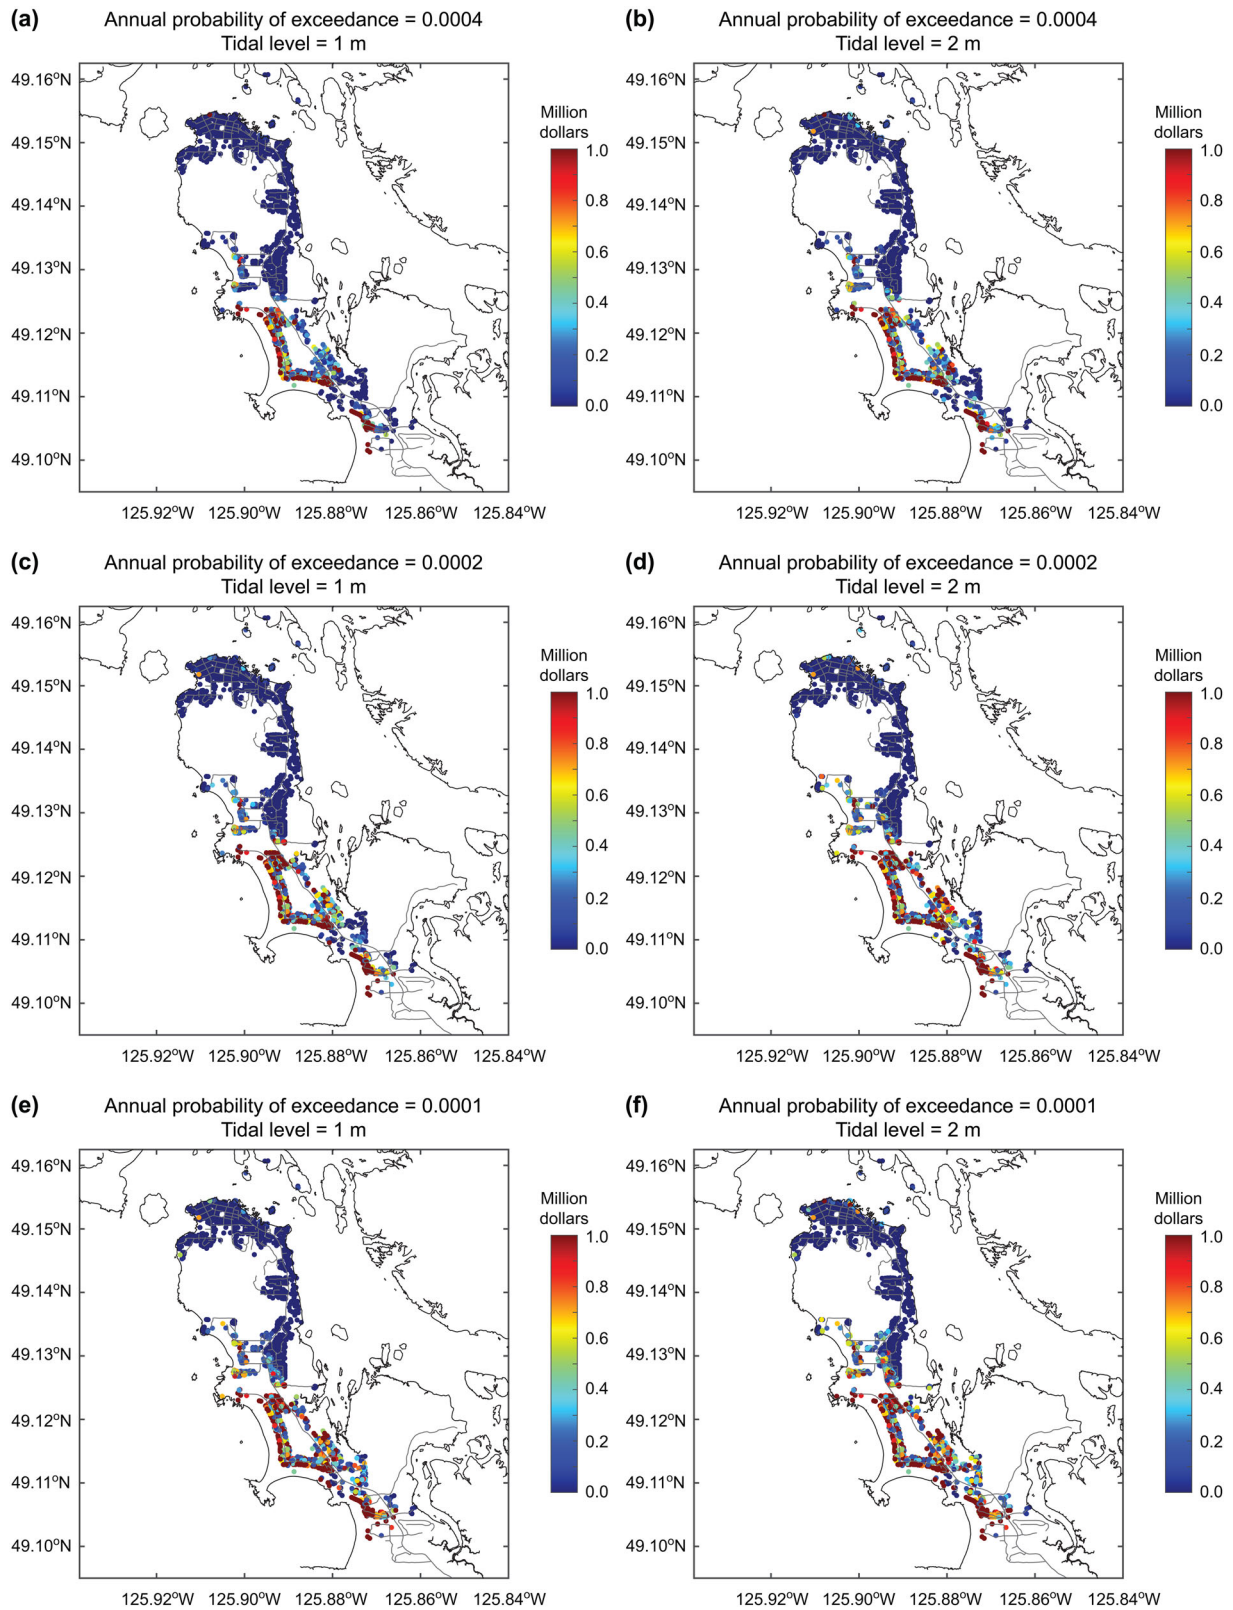 (a) Annual probability of exceedance = 0.0004
Tidal level = 1 m
49.16°N
49.15°N
49.14°N
49.13°N
49.12°N
49.11°N
49.10°N
125.92°W 125.90°W 125.88°W 125.86°W 125.84°W
Million
dollars
1.0
0.8
0.6
0.4
0.2
0.0
(b) Annual probability of exceedance = 0.0004
Tidal level = 2 m
49.16°N
49.15°N
49.14°N
49.13°N
49.12°N
49.11°N
49.10°N
125.92°W 125.90°W 125.88°W 125.86°W 125.84°W
Million
dollars
1.0
0.8
0.6
0.4
0.2
0.0
(c) Annual probability of exceedance = 0.0002
Tidal level = 1 m
49.16°N
49.15°N
49.14°N
49.13°N
49.12°N
49.11°N
49.10°N
125.92°W 125.90°W 125.88°W 125.86°W 125.84°W
Million
dollars
1.0
0.8
0.6
0.4
0.2
0.0
(d) Annual probability of exceedance = 0.0002
Tidal level = 2 m
49.16°N
49.15°N
49.14°N
49.13°N
49.12°N
49.11°N
49.10°N
125.92°W 125.90°W 125.88°W 125.86°W 125.84°W
Million
dollars
1.0
0.8
0.6
0.4
0.2
0.0
(e) Annual probability of exceedance = 0.0001
Tidal level = 1 m
49.16°N
49.15°N
49.14°N
49.13°N
49.12°N
49.11°N
49.10°N
125.92°W 125.90°W 125.88°W 125.86°W 125.84°W
Million
dollars
1.0
0.8
0.6
0.4
0.2
0.0
(f) Annual probability of exceedance = 0.0001
Tidal level = 2 m
49.16°N
49.15°N
49.14°N
49.13°N
49.12°N
49.11°N
49.10°N
125.92°W 125.90°W 125.88°W 125.86°W 125.84°W
Million
dollars
1.0
0.8
0.6
0.4
0.2
0.0